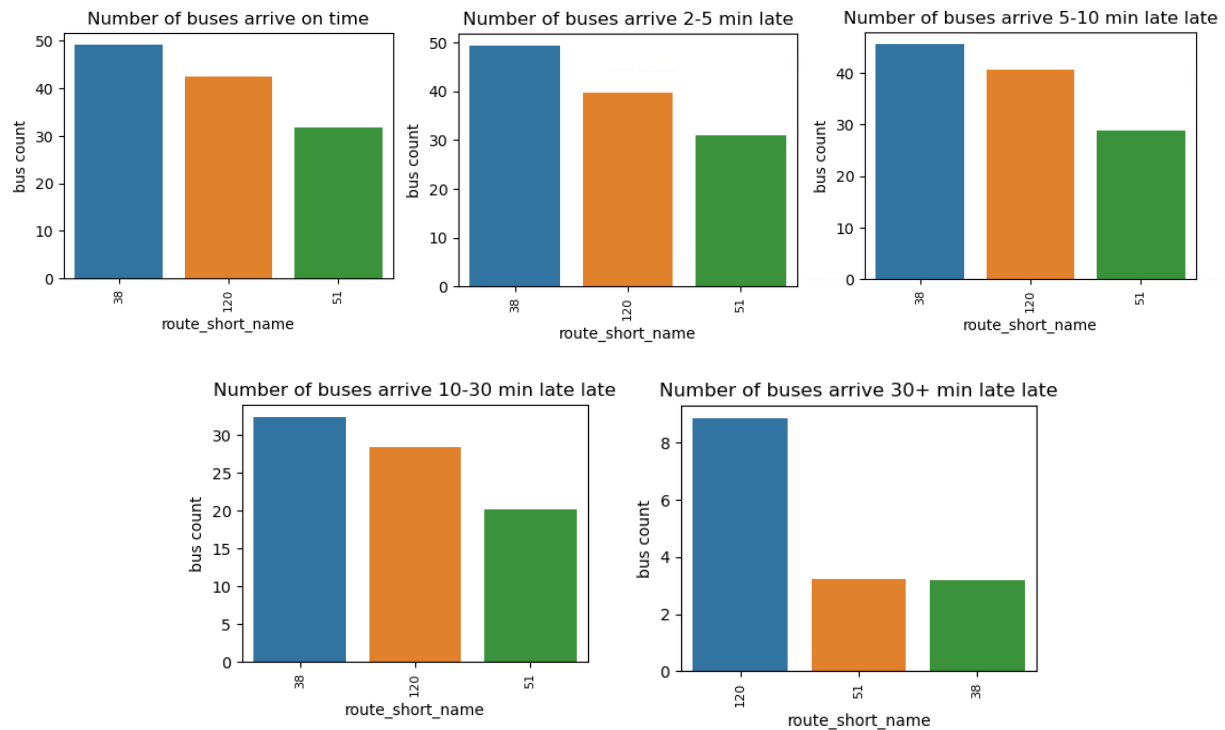 Number of buses arrive on time
50
40
30
20
10
0
bus count
38 120 51
route_short_name
Number of buses arrive 2-5 min late
50
40
30
20
10
0
bus count
38 120 51
route_short_name
Number of buses arrive 5-10 min late late
40
30
20
10
0
bus count
38 120 51
route_short_name
Number of buses arrive 10-30 min late late
30
25
20
15
10
5
0
bus count
38 120 51
route_short_name
Number of buses arrive 30+ min late late
8
6
4
2
0
bus count
120 51 38
route_short_name